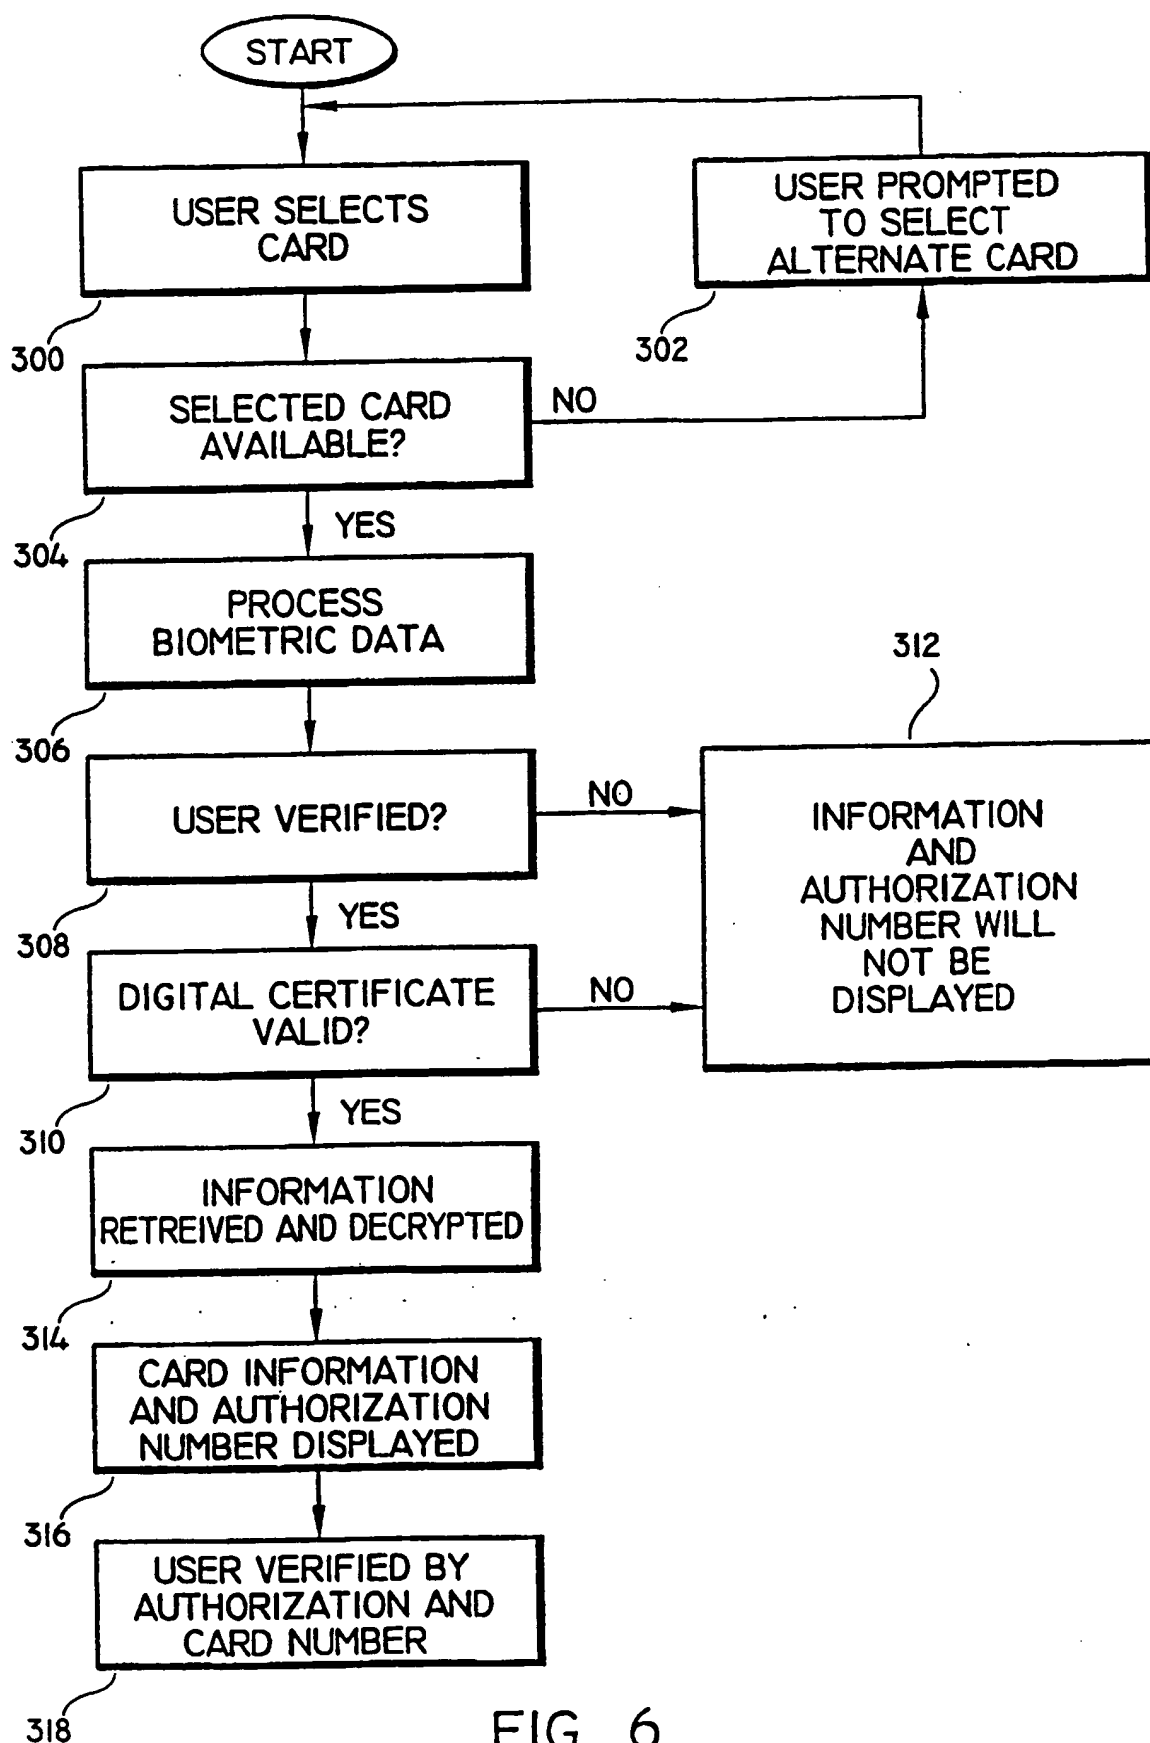 START
USER SELECTS
CARD
300
USER PROMPTED
TO SELECT
ALTERNATE CARD
302
SELECTED CARD
AVAILABLE?
304
NO
YES
PROCESS
BIOMETRIC DATA
306
USER VERIFIED?
308
NO
312
INFORMATION
AND
AUTHORIZATION
NUMBER WILL
NOT BE
DISPLAYED
YES
DIGITAL CERTIFICATE
VALID?
310
NO
YES
INFORMATION
RETREIVED AND DECRYPTED
314
CARD INFORMATION
AND AUTHORIZATION
NUMBER DISPLAYED
316
USER VERIFIED BY
AUTHORIZATION AND
CARD NUMBER
318
FIG 6